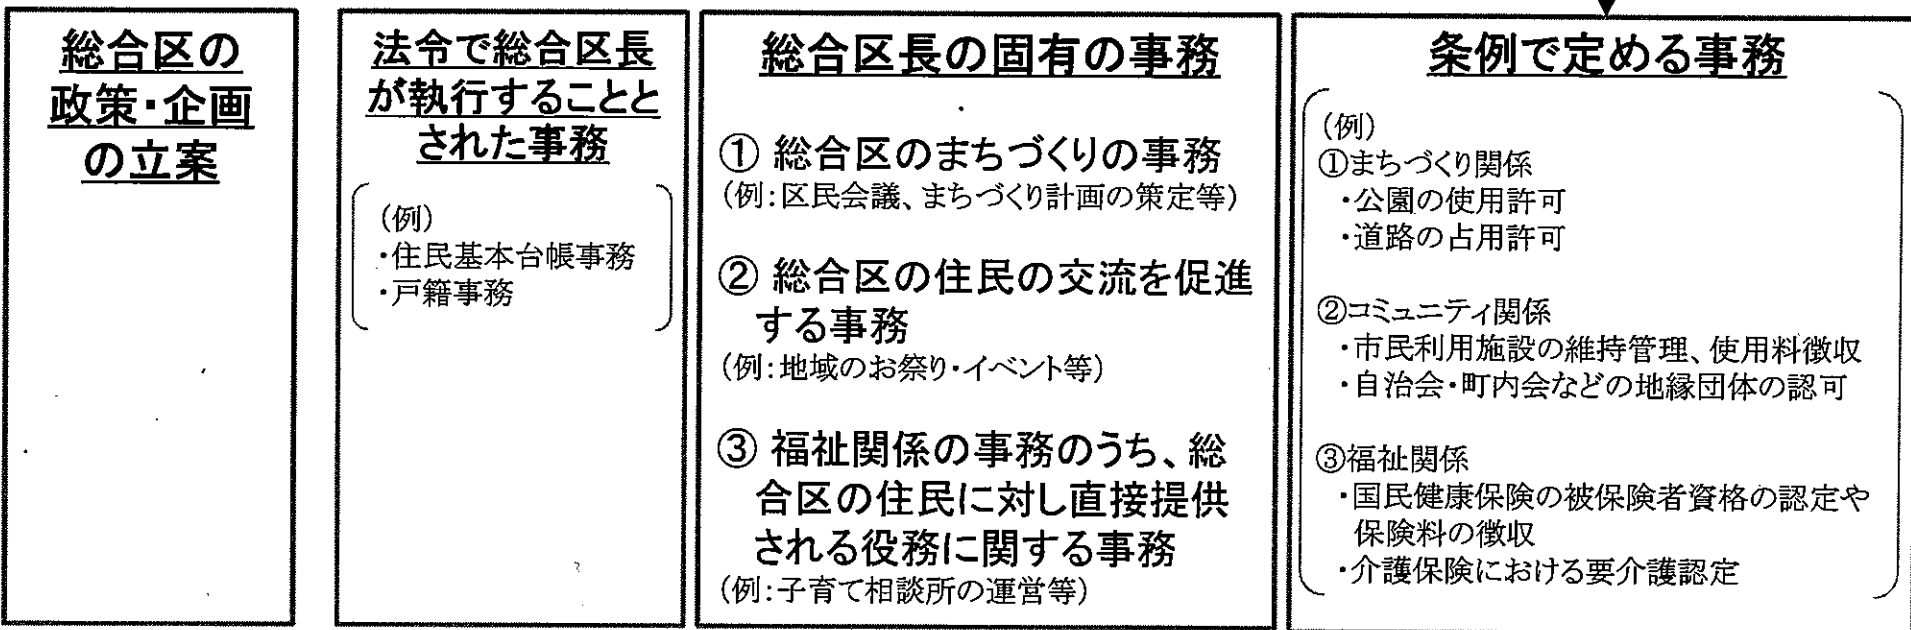 総合区の
政策・企画
の立案
法令で総合区長
が執行することと
された事務
(例)
・住民基本台帳事務
・戸籍事務
総合区長の固有の事務
① 総合区のまちづくりの事務
(例:区民会議、まちづくり計画の策定等)
② 総合区の住民の交流を促進
する事務
(例:地域のお祭り・イベント等)
③ 福祉関係の事務のうち、総
合区の住民に対し直接提供
される役務に関する事務
(例:子育て相談所の運営等)
条例で定める事務
(例)
①まちづくり関係
・公園の使用許可
・道路の占用許可
②コミュニティ関係
・市民利用施設の維持管理、使用料徴収
・自治会・町内会などの地縁団体の認可
③福祉関係
・国民健康保険の被保険者資格の認定や
保険料の徴収
・介護保険における要介護認定